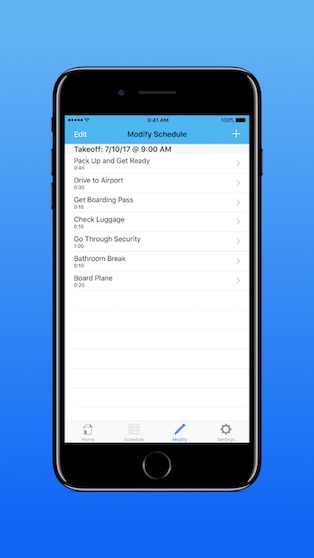 9:41 AM
100%
Edit
Modify Schedule
+
Takeoff: 7/10/17 @ 9:00 AM
Pack Up and Get Ready
0:45
Drive to Airport
0:30
Get Boarding Pass
0:15
Check Luggage
0:15
Go Through Security
1:00
Bathroom Break
0:10
Board Plane
0:20
Home
Schedule
Modify
Settings